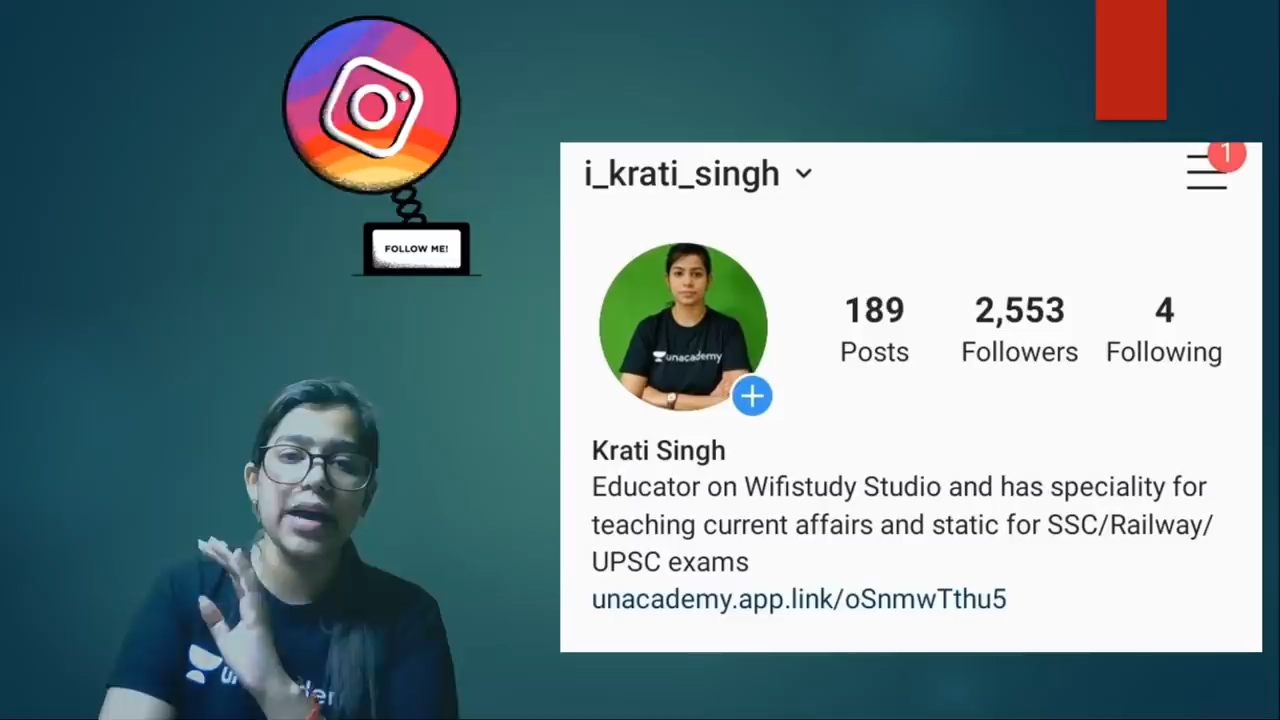 FOLLOW ME!
i_krati_singh
1
unacademy
189
Posts
2,553
Followers
4
Following
Krati Singh
Educator on Wifistudy Studio and has speciality for
teaching current affairs and static for SSC/Railway/
UPSC exams
unacademy.app.link/oSnmwTthu5